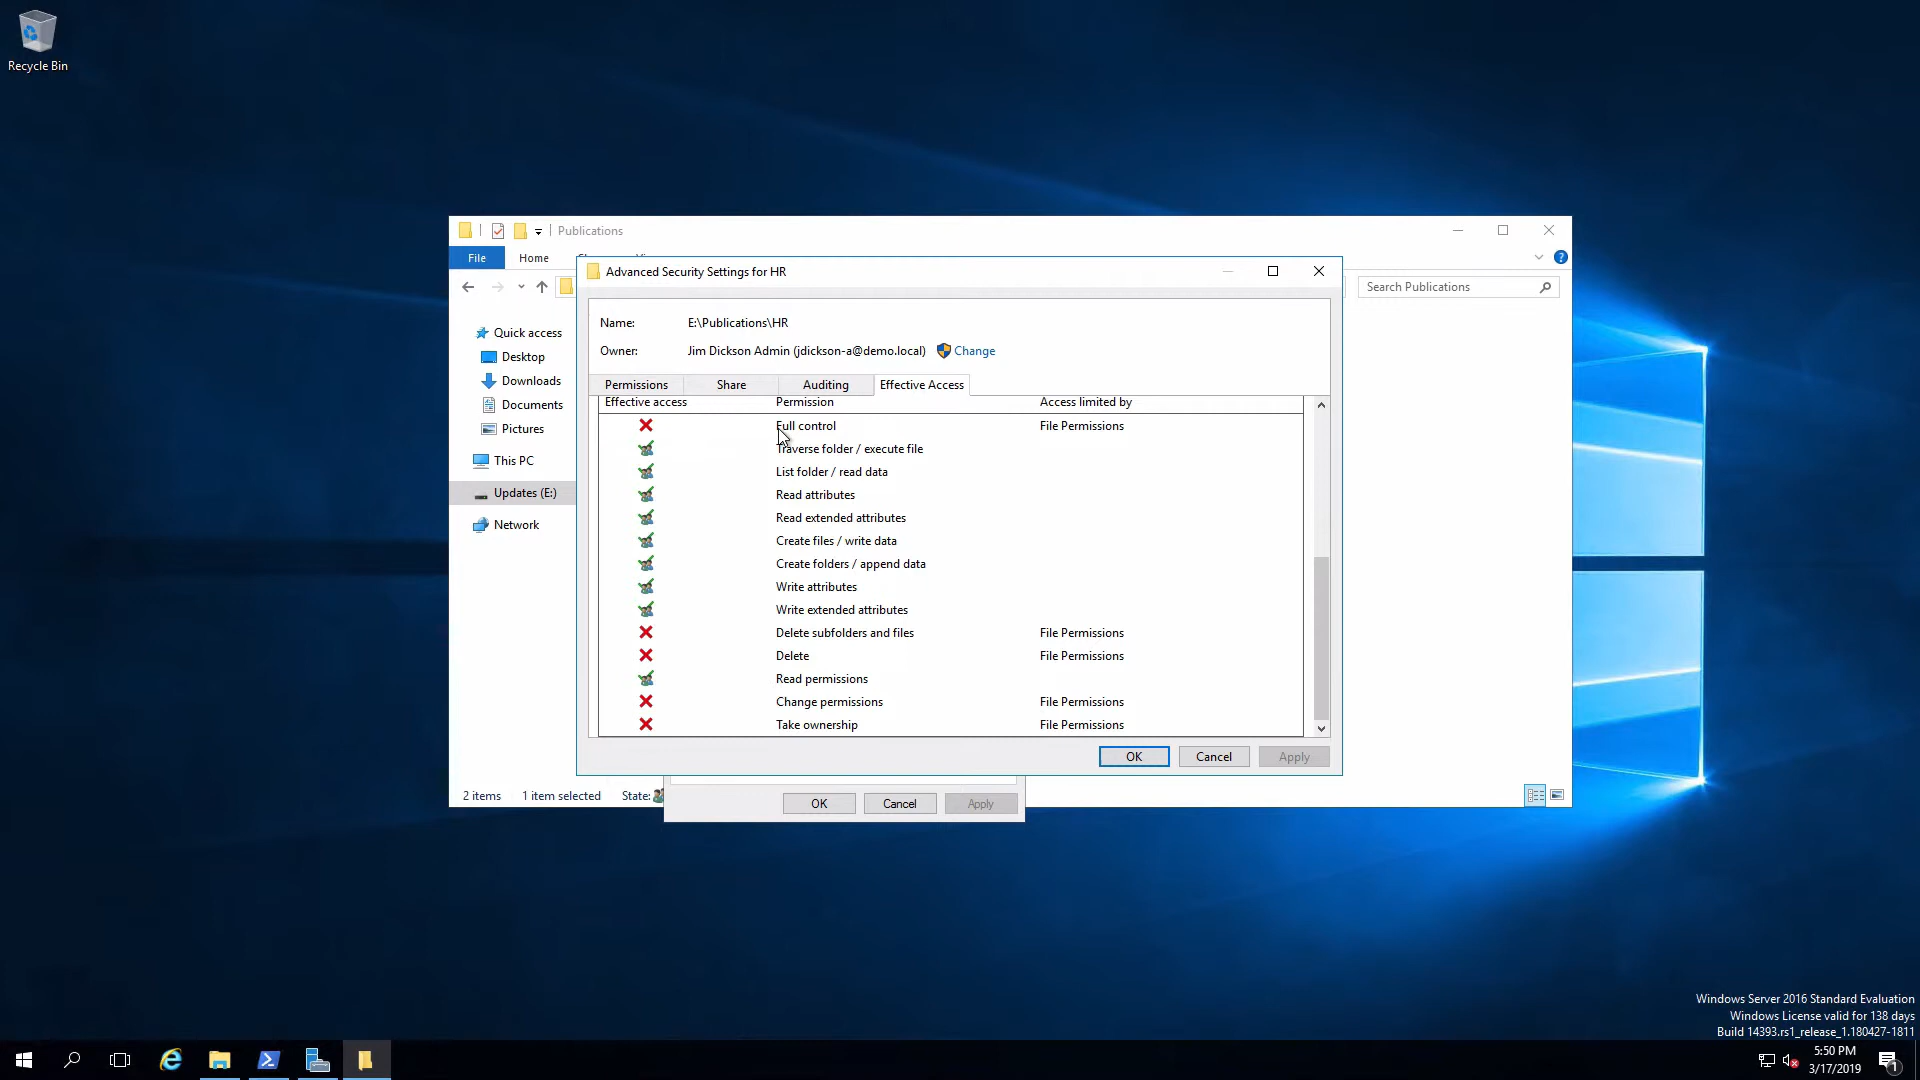 Recycle Bin
Publications
File
Home
Advanced Security Settings for HR
Search Publications
Name: E:\Publications\HR
Owner: Jim Dickson Admin (jdickson-a@demo.local) Change
Quick access
Desktop
Downloads
Documents
Pictures
This PC
Updates (E:)
Network
Permissions Share Auditing Effective Access
Effective access Permission Access limited by
Full control File Permissions
Traverse folder / execute file
List folder / read data
Read attributes
Read extended attributes
Create files / write data
Create folders / append data
Write attributes
Write extended attributes
Delete subfolders and files File Permissions
Delete File Permissions
Read permissions
Change permissions File Permissions
Take ownership File Permissions
OK Cancel Apply
2 items 1 item selected State:
OK Cancel Apply
Windows Server 2016 Standard Evaluation
Windows License valid for 138 days
Build 14393.rs1_release_1.180427-1811
5:50 PM
3/17/2019
1